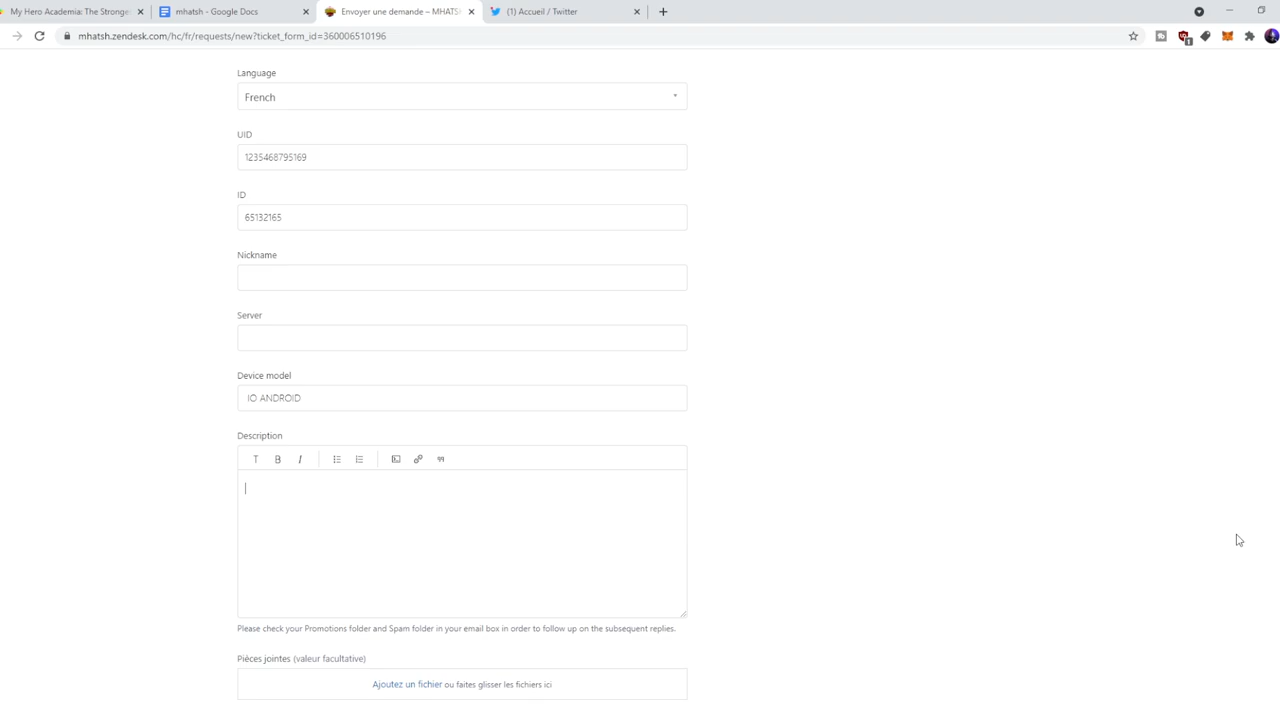 My Hero Academia: The Stronge
mhatsh - Google Docs
Envoyer une demande – MHATSH
(1) Accueil / Twitter
mhatsh.zendesk.com/hc/fr/requests/new?ticket_form_id=360006510196
Language
French
UID
1235468795169
ID
65132165
Nickname
Server
Device model
IO ANDROID
Description
T B I
Please check your Promotions folder and Spam folder in your email box in order to follow up on the subsequent replies.
Pièces jointes (valeur facultative)
Ajoutez un fichier ou faites glisser les fichiers ici